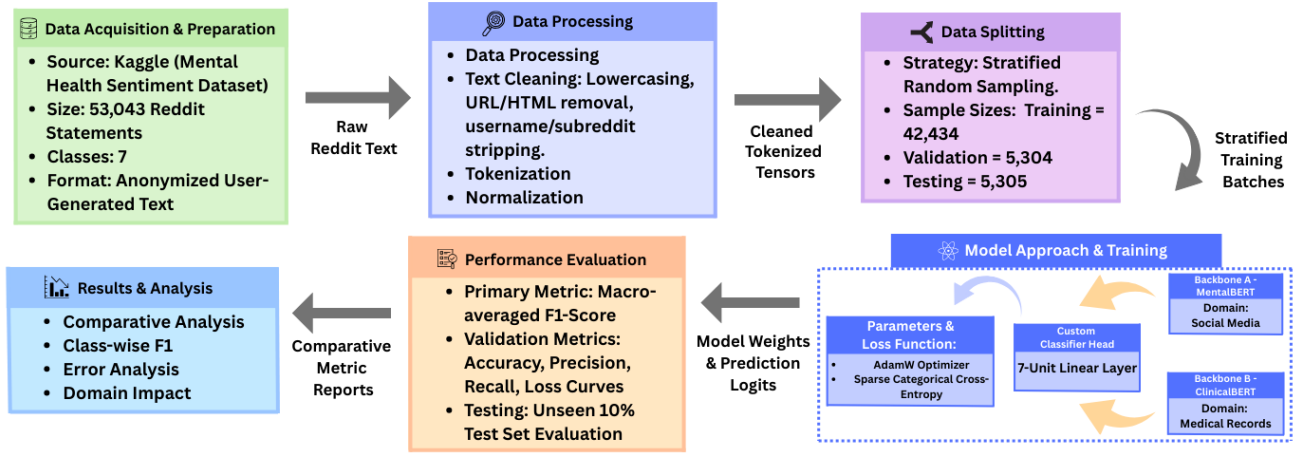 Data Acquisition & Preparation
• Source: Kaggle (Mental
Health Sentiment Dataset)
• Size: 53,043 Reddit
Statements
• Classes: 7
• Format: Anonymized User-
Generated Text
Raw
Reddit Text
Data Processing
• Data Processing
• Text Cleaning: Lowercasing,
URL/HTML removal,
username/subreddit
stripping.
• Tokenization
• Normalization
Cleaned
Tokenized
Tensors
Data Splitting
• Strategy: Stratified
Random Sampling.
• Sample Sizes: Training =
42,434
• Validation = 5,304
• Testing = 5,305
Stratified
Training
Batches
Model Approach & Training
Backbone A -
MentalBERT
Domain:
Social Media
Custom
Classifier Head
7-Unit Linear Layer
Backbone B -
ClinicalBERT
Domain:
Medical Records
Parameters &
Loss Function:
• AdamW Optimizer
• Sparse Categorical Cross-
Entropy
Model Weights
& Prediction
Logits
Performance Evaluation
• Primary Metric: Macro-
averaged F1-Score
• Validation Metrics:
Accuracy, Precision,
Recall, Loss Curves
• Testing: Unseen 10%
Test Set Evaluation
Comparative
Metric
Reports
Results & Analysis
• Comparative Analysis
• Class-wise F1
• Error Analysis
• Domain Impact